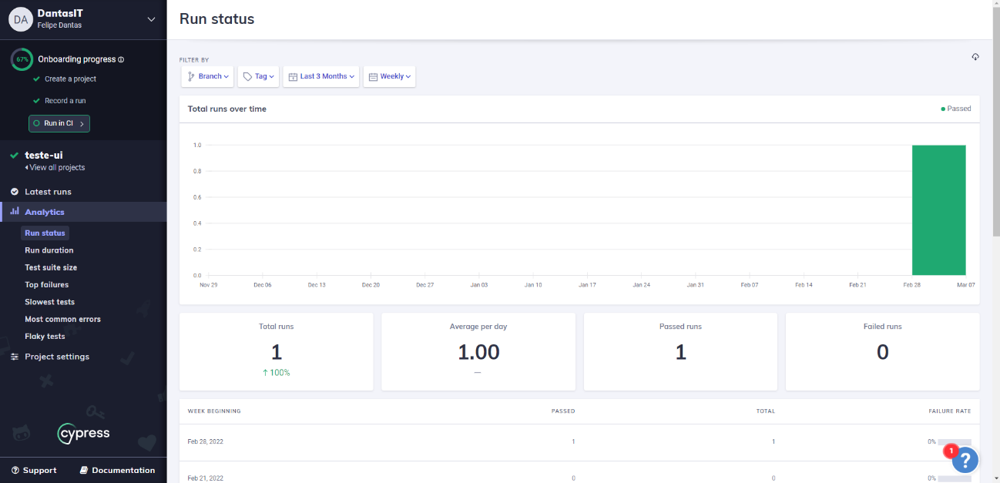 DA
DantasIT
Felipe Dantas
67%
Onboarding progress
Create a project
Record a run
Run in CI
teste-ui
View all projects
Latest runs
Analytics
Run status
Run duration
Test suite size
Top failures
Slowest tests
Most common errors
Flaky tests
Project settings
cypress
Support
Documentation
Run status
FILTER BY
Branch
Tag
Last 3 Months
Weekly
Total runs over time
Passed
1.0
0.8
0.6
0.4
0.2
0.0
Nov 29 Dec 06 Dec 13 Dec 20 Dec 27 Jan 03 Jan 10 Jan 17 Jan 24 Jan 31 Feb 07 Feb 14 Feb 21 Feb 28 Mar 07
Total runs
1
↑ 100%
Average per day
1.00
—
Passed runs
1
Failed runs
0
WEEK BEGINNING PASSED TOTAL FAILURE RATE
Feb 28, 2022 1 1 0%
Feb 21, 2022 0 0 0%
1
?